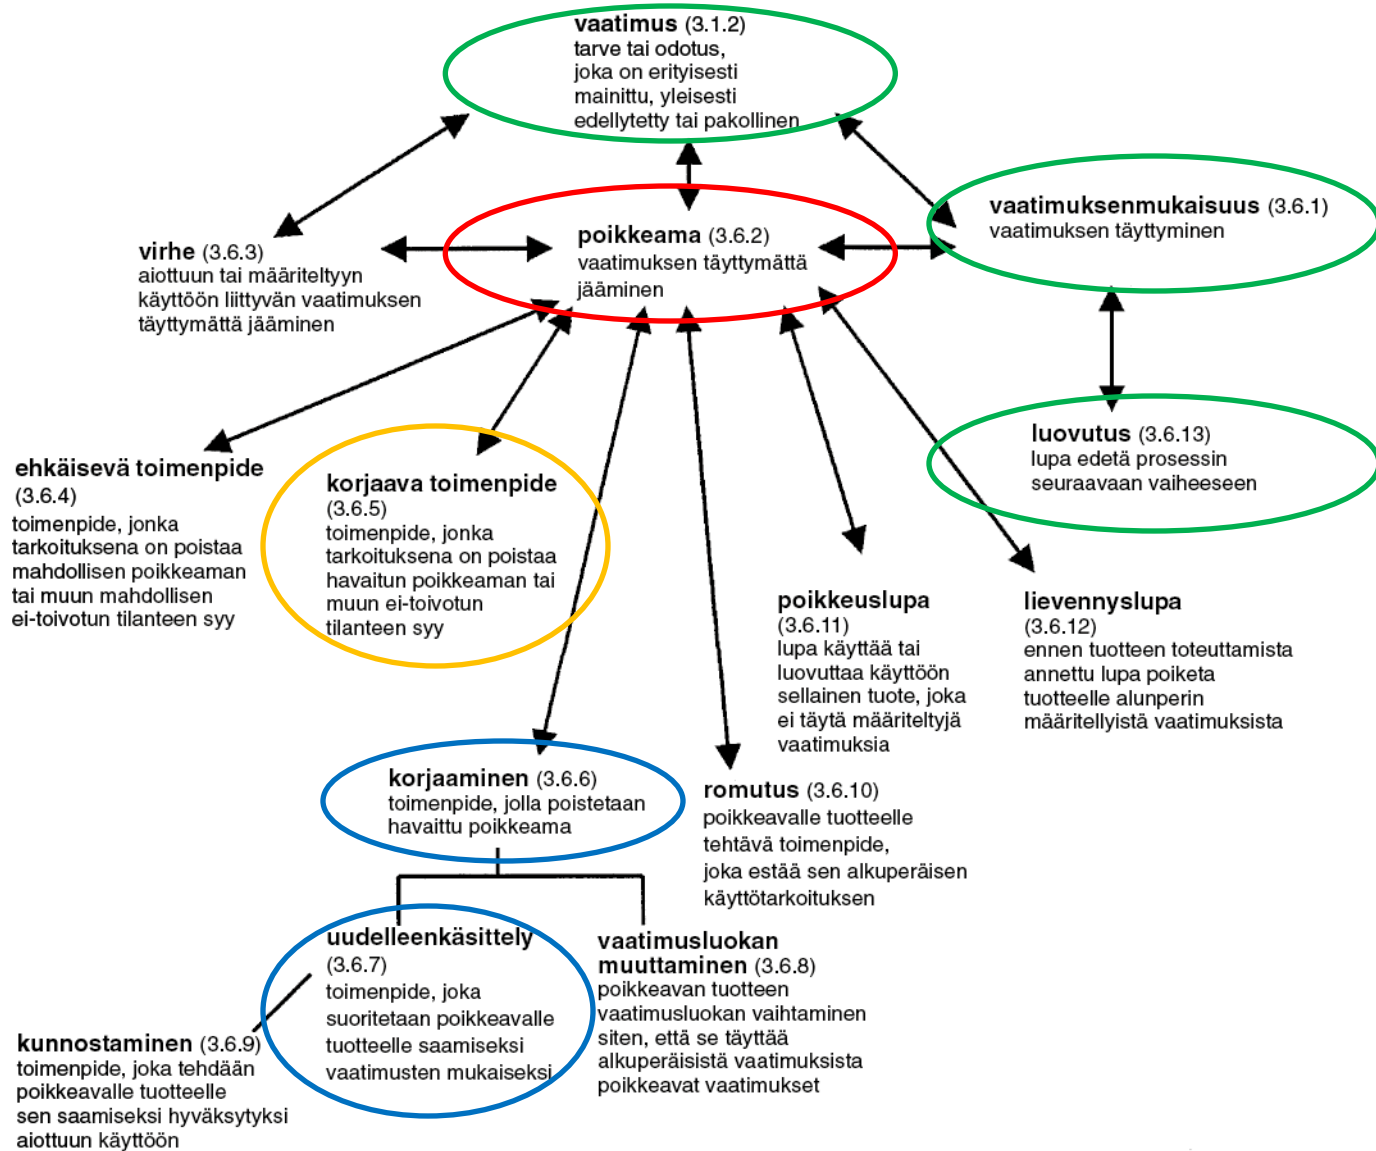 vaatimus (3.1.2)
tarve tai odotus,
joka on erityisesti
mainittu, yleisesti
edellytetty tai pakollinen
vaatimuksenmukaisuus (3.6.1)
vaatimuksen täyttyminen
poikkeama (3.6.2)
vaatimuksen täyttymättä
jääminen
virhe (3.6.3)
aiottuun tai määriteltyyn
käyttöön liittyvän vaatimuksen
täyttymättä jääminen
luovutus (3.6.13)
lupa edetä prosessin
seuraavaan vaiheeseen
ehkäisevä toimenpide
(3.6.4)
toimenpide, jonka
tarkoituksena on poistaa
mahdollisen poikkeaman
tai muun mahdollisen
ei-toivotun tilanteen syy
korjaava toimenpide
(3.6.5)
toimenpide, jonka
tarkoituksena on poistaa
havaitun poikkeaman tai
muun ei-toivotun
tilanteen syy
poikkeuslupa
(3.6.11)
lupa käyttää tai
luovuttaa käyttöön
sellainen tuote, joka
ei täytä määriteltyjä
vaatimuksia
lievennyslupa
(3.6.12)
ennen tuotteen toteuttamista
annettu lupa poiketa
tuotteelle alunperin
määritellyistä vaatimuksista
korjaaminen (3.6.6)
toimenpide, jolla poistetaan
havaittu poikkeama
romutus (3.6.10)
poikkeavalle tuotteelle
tehtävä toimenpide,
joka estää sen alkuperäisen
käyttötarkoituksen
uudelleenkäsittely
(3.6.7)
toimenpide, joka
suoritetaan poikkeavalle
tuotteelle saamiseksi
vaatimusten mukaiseksi
vaatimusluokan
muuttaminen (3.6.8)
poikkeavan tuotteen
vaatimusluokan vaihtaminen
siten, että se täyttää
alkuperäisistä vaatimuksista
poikkeavat vaatimukset
kunnostaminen (3.6.9)
toimenpide, joka tehdään
poikkeavalle tuotteelle
sen saamiseksi hyväksytyksi
aiottuun käyttöön